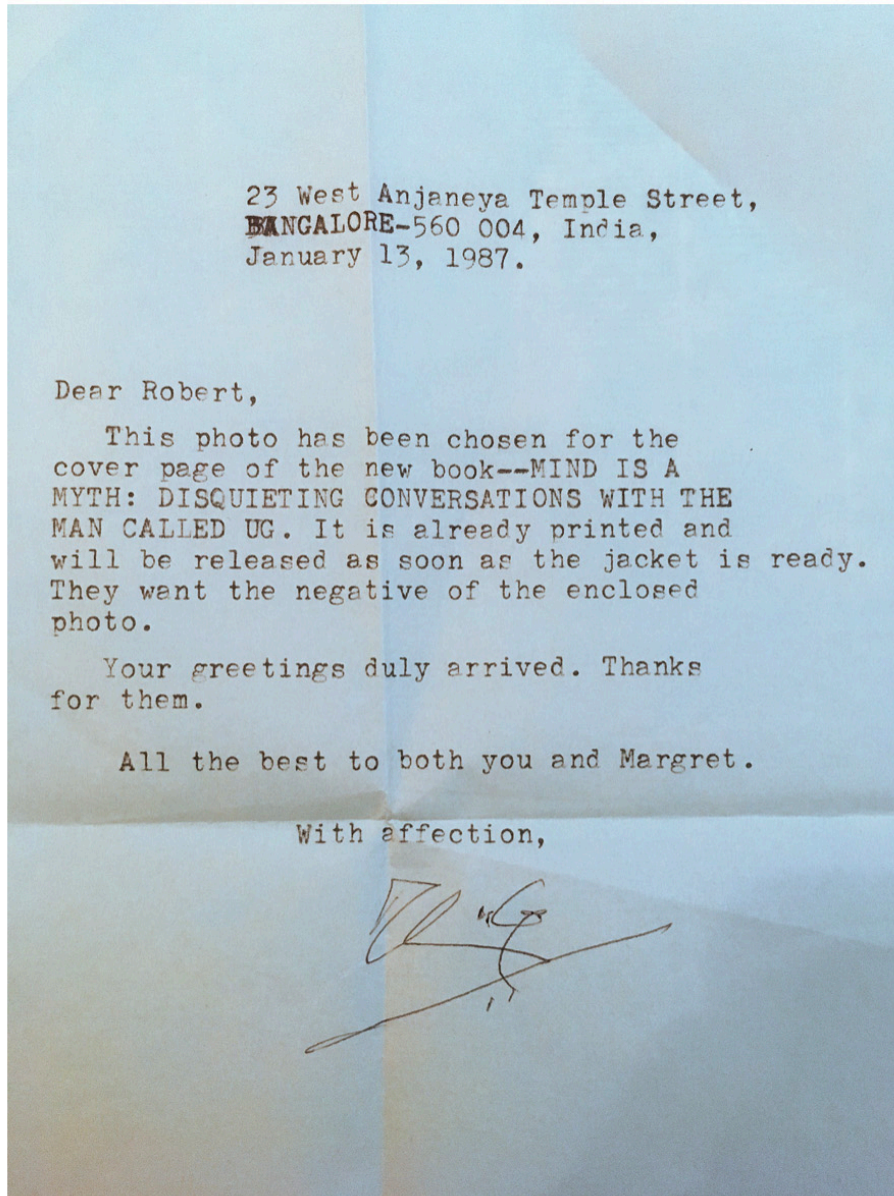 23 West Anjaneya Temple Street,
BANGALORE-560 004, India,
January 13, 1987.
Dear Robert,
This photo has been chosen for the
cover page of the new book--MIND IS A
MYTH: DISQUIETING CONVERSATIONS WITH THE
MAN CALLED UG. It is already printed and
will be released as soon as the jacket is ready.
They want the negative of the enclosed
photo.
Your greetings duly arrived. Thanks
for them.
All the best to both you and Margret.
With affection,